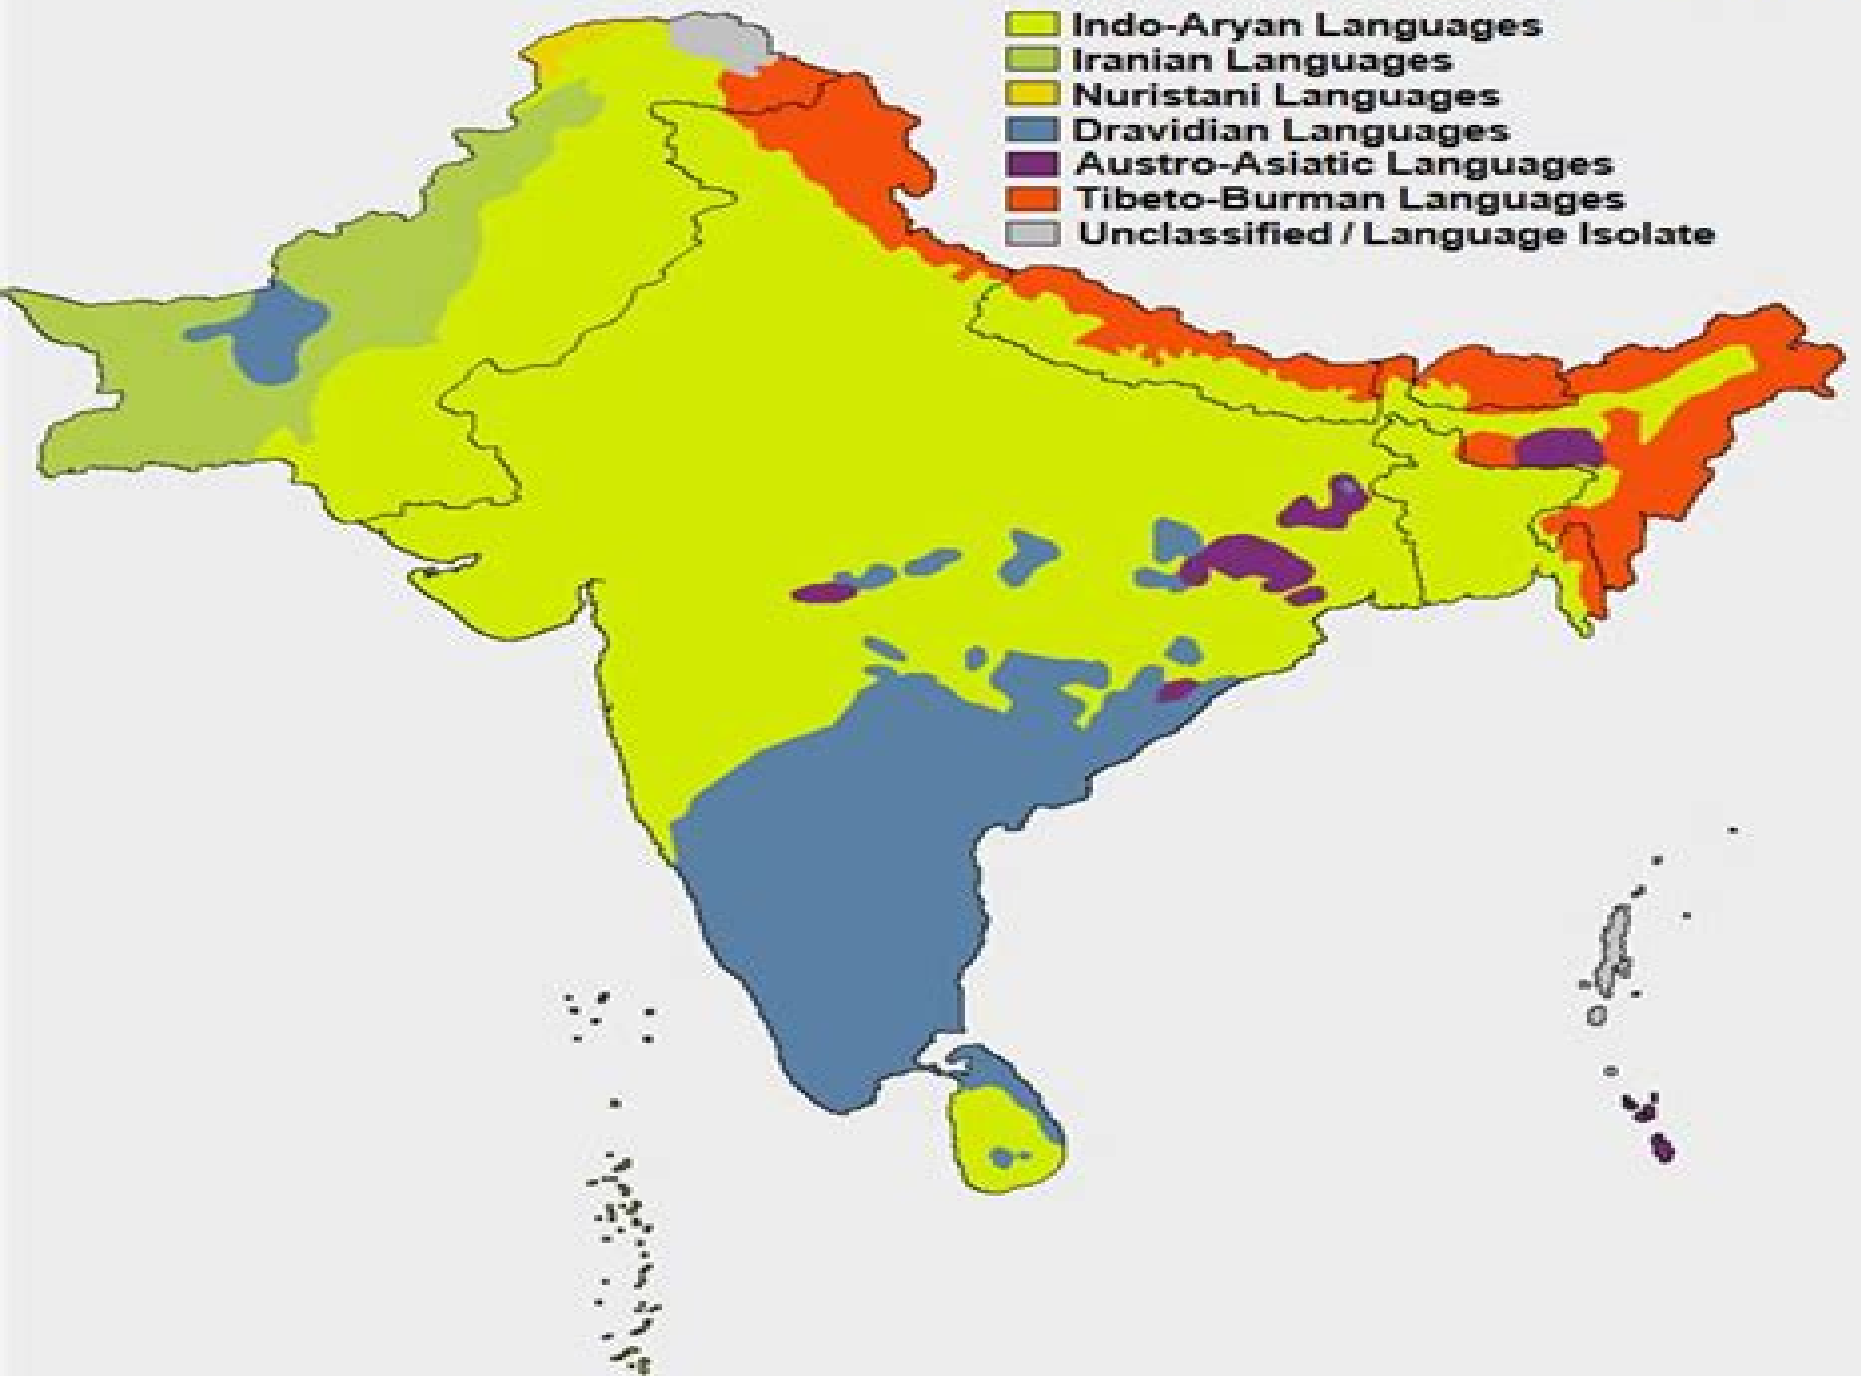 Indo-Aryan Languages
Iranian Languages
Nuristani Languages
Dravidian Languages
Austro-Asiatic Languages
Tibeto-Burman Languages
Unclassified / Language Isolate